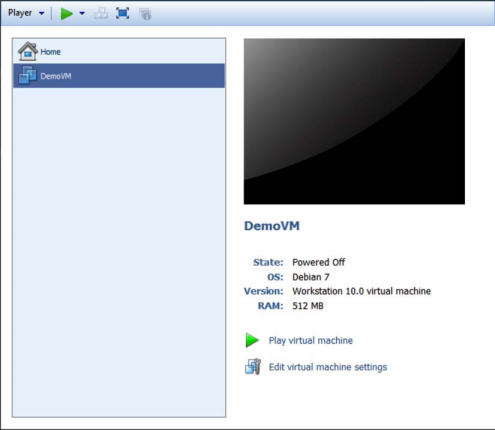 Player
Home
DemoVM
DemoVM
State: Powered Off
OS: Debian 7
Version: Workstation 10.0 virtual machine
RAM: 512 MB
Play virtual machine
Edit virtual machine settings